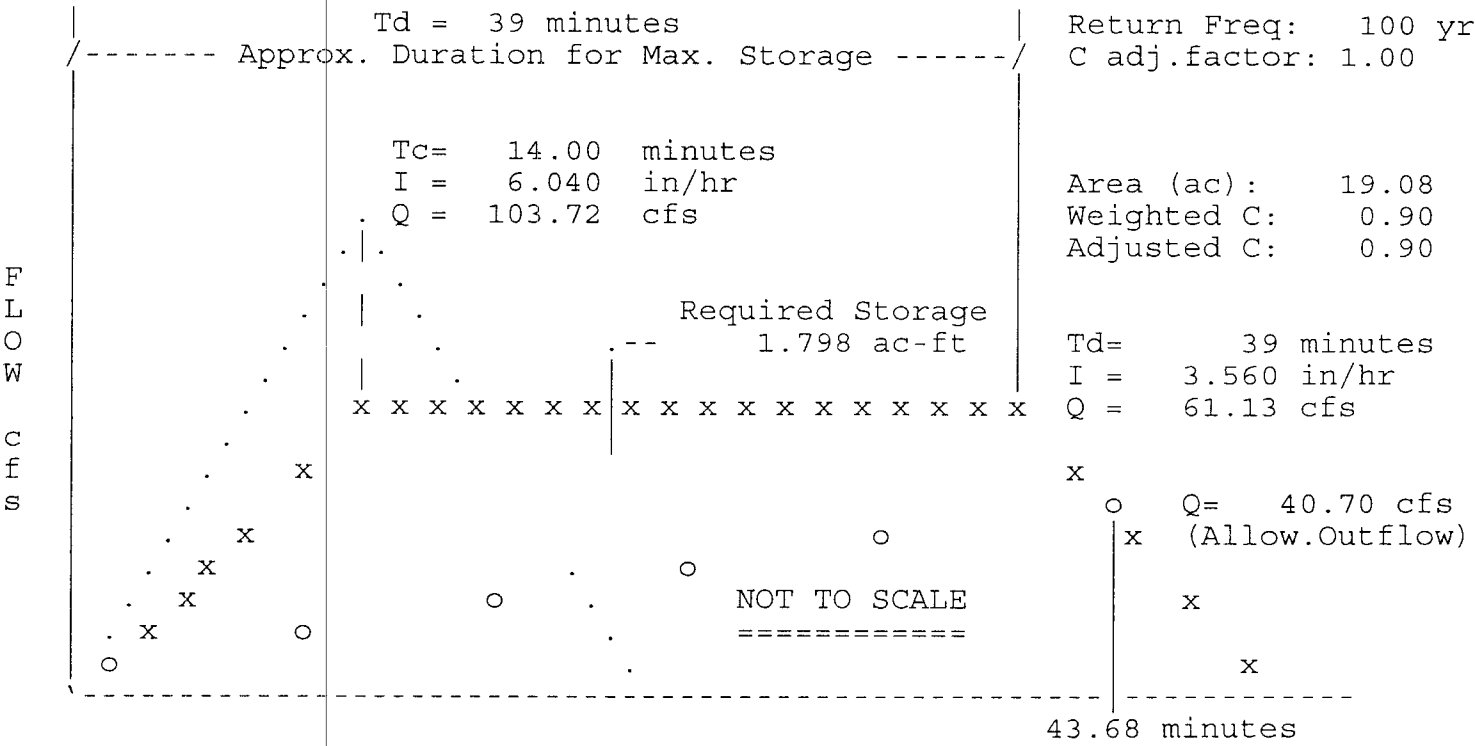 Td = 39 minutes
Return Freq: 100 yr
/------- Approx. Duration for Max. Storage ------/
C adj.factor: 1.00
Tc= 14.00 minutes
I = 6.040 in/hr
Q = 103.72 cfs
Area (ac): 19.08
Weighted C: 0.90
Adjusted C: 0.90
FLOW
cfs
Required Storage
1.798 ac-ft
Td= 39 minutes
I = 3.560 in/hr
Q = 61.13 cfs
x x x x x x x x x x x x x x x x x x
x x
o Q= 40.70 cfs
x o x (Allow.Outflow)
x o
x o NOT TO SCALE x
x o ============
o x
43.68 minutes